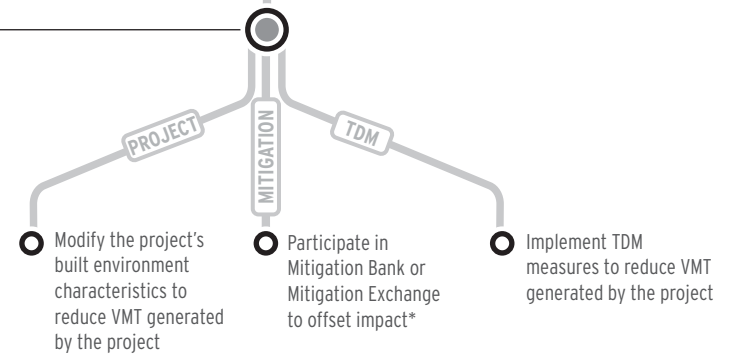 PROJECT
MITIGATION
TDM
Modify the project's
built environment
characteristics to
reduce VMT generated
by the project
Participate in
Mitigation Bank or
Mitigation Exchange
to offset impact*
Implement TDM
measures to reduce VMT
generated by the project